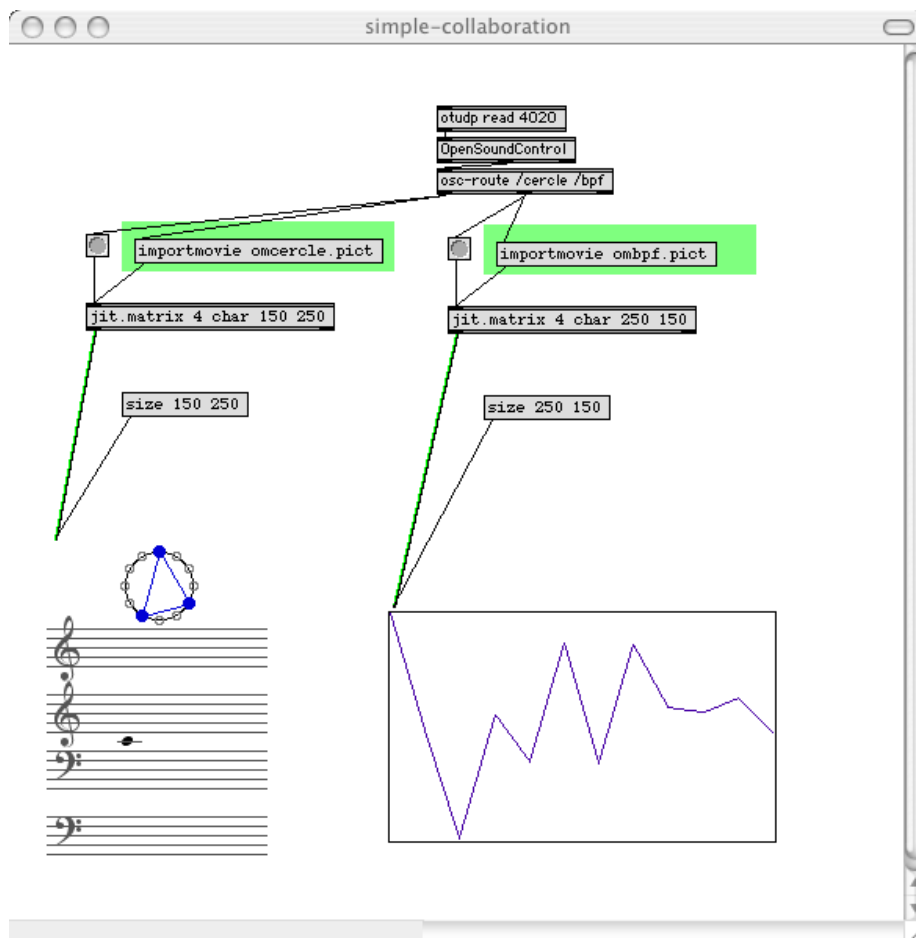 simple-collaboration
otudp read 4020
OpenSoundControl
osc-route /cercle /bpf
importmovie omcercle.pict
importmovie ombpf.pict
jit.matrix 4 char 150 250
jit.matrix 4 char 250 150
size 150 250
size 250 150